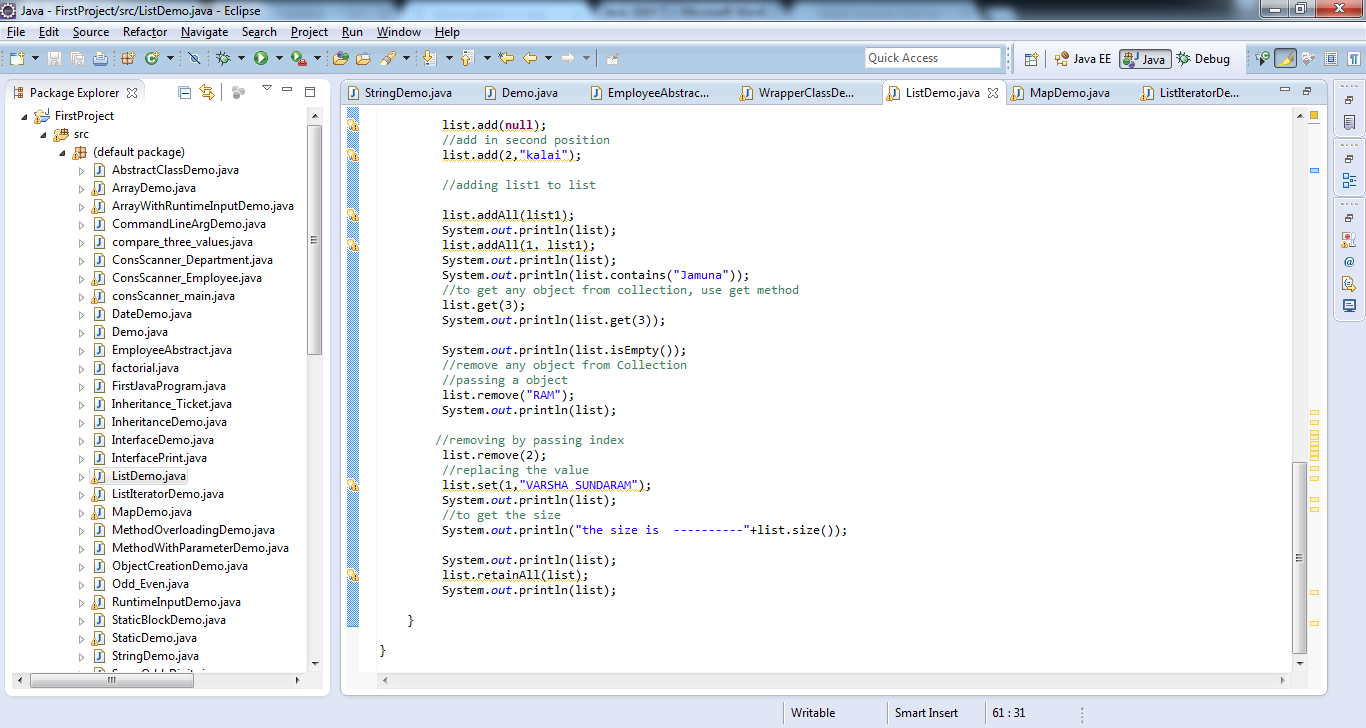 Java - FirstProject/src/ListDemo.java - Eclipse
File Edit Source Refactor Navigate Search Project Run Window Help
Quick Access
Java EE
Java
Debug
Package Explorer
StringDemo.java
Demo.java
EmployeeAbstrac...
WrapperClassDe...
ListDemo.java
MapDemo.java
ListIteratorDe...
FirstProject
src
(default package)
AbstractClassDemo.java
ArrayDemo.java
ArrayWithRuntimeInputDemo.java
CommandLineArgDemo.java
compare_three_values.java
ConsScanner_Department.java
ConsScanner_Employee.java
consScanner_main.java
DateDemo.java
Demo.java
EmployeeAbstract.java
factorial.java
FirstJavaProgram.java
Inheritance_Ticket.java
InheritanceDemo.java
InterfaceDemo.java
InterfacePrint.java
ListDemo.java
ListIteratorDemo.java
MapDemo.java
MethodOverloadingDemo.java
MethodWithParameterDemo.java
ObjectCreationDemo.java
Odd_Even.java
RuntimeInputDemo.java
StaticBlockDemo.java
StaticDemo.java
StringDemo.java
list.add(null);
//add in second position
list.add(2,"kalai");
//adding list1 to list
list.addAll(list1);
System.out.println(list);
list.addAll(1, list1);
System.out.println(list);
System.out.println(list.contains("Jamuna"));
//to get any object from collection, use get method
list.get(3);
System.out.println(list.get(3));
System.out.println(list.isEmpty());
//remove any object from Collection
//passing a object
list.remove("RAM");
System.out.println(list);
//removing by passing index
list.remove(2);
//replacing the value
list.set(1,"VARSHA SUNDARAM");
System.out.println(list);
//to get the size
System.out.println("the size is  ----------"+list.size());
System.out.println(list);
list.retainAll(list);
System.out.println(list);
}
}
Writable
Smart Insert
61 : 31